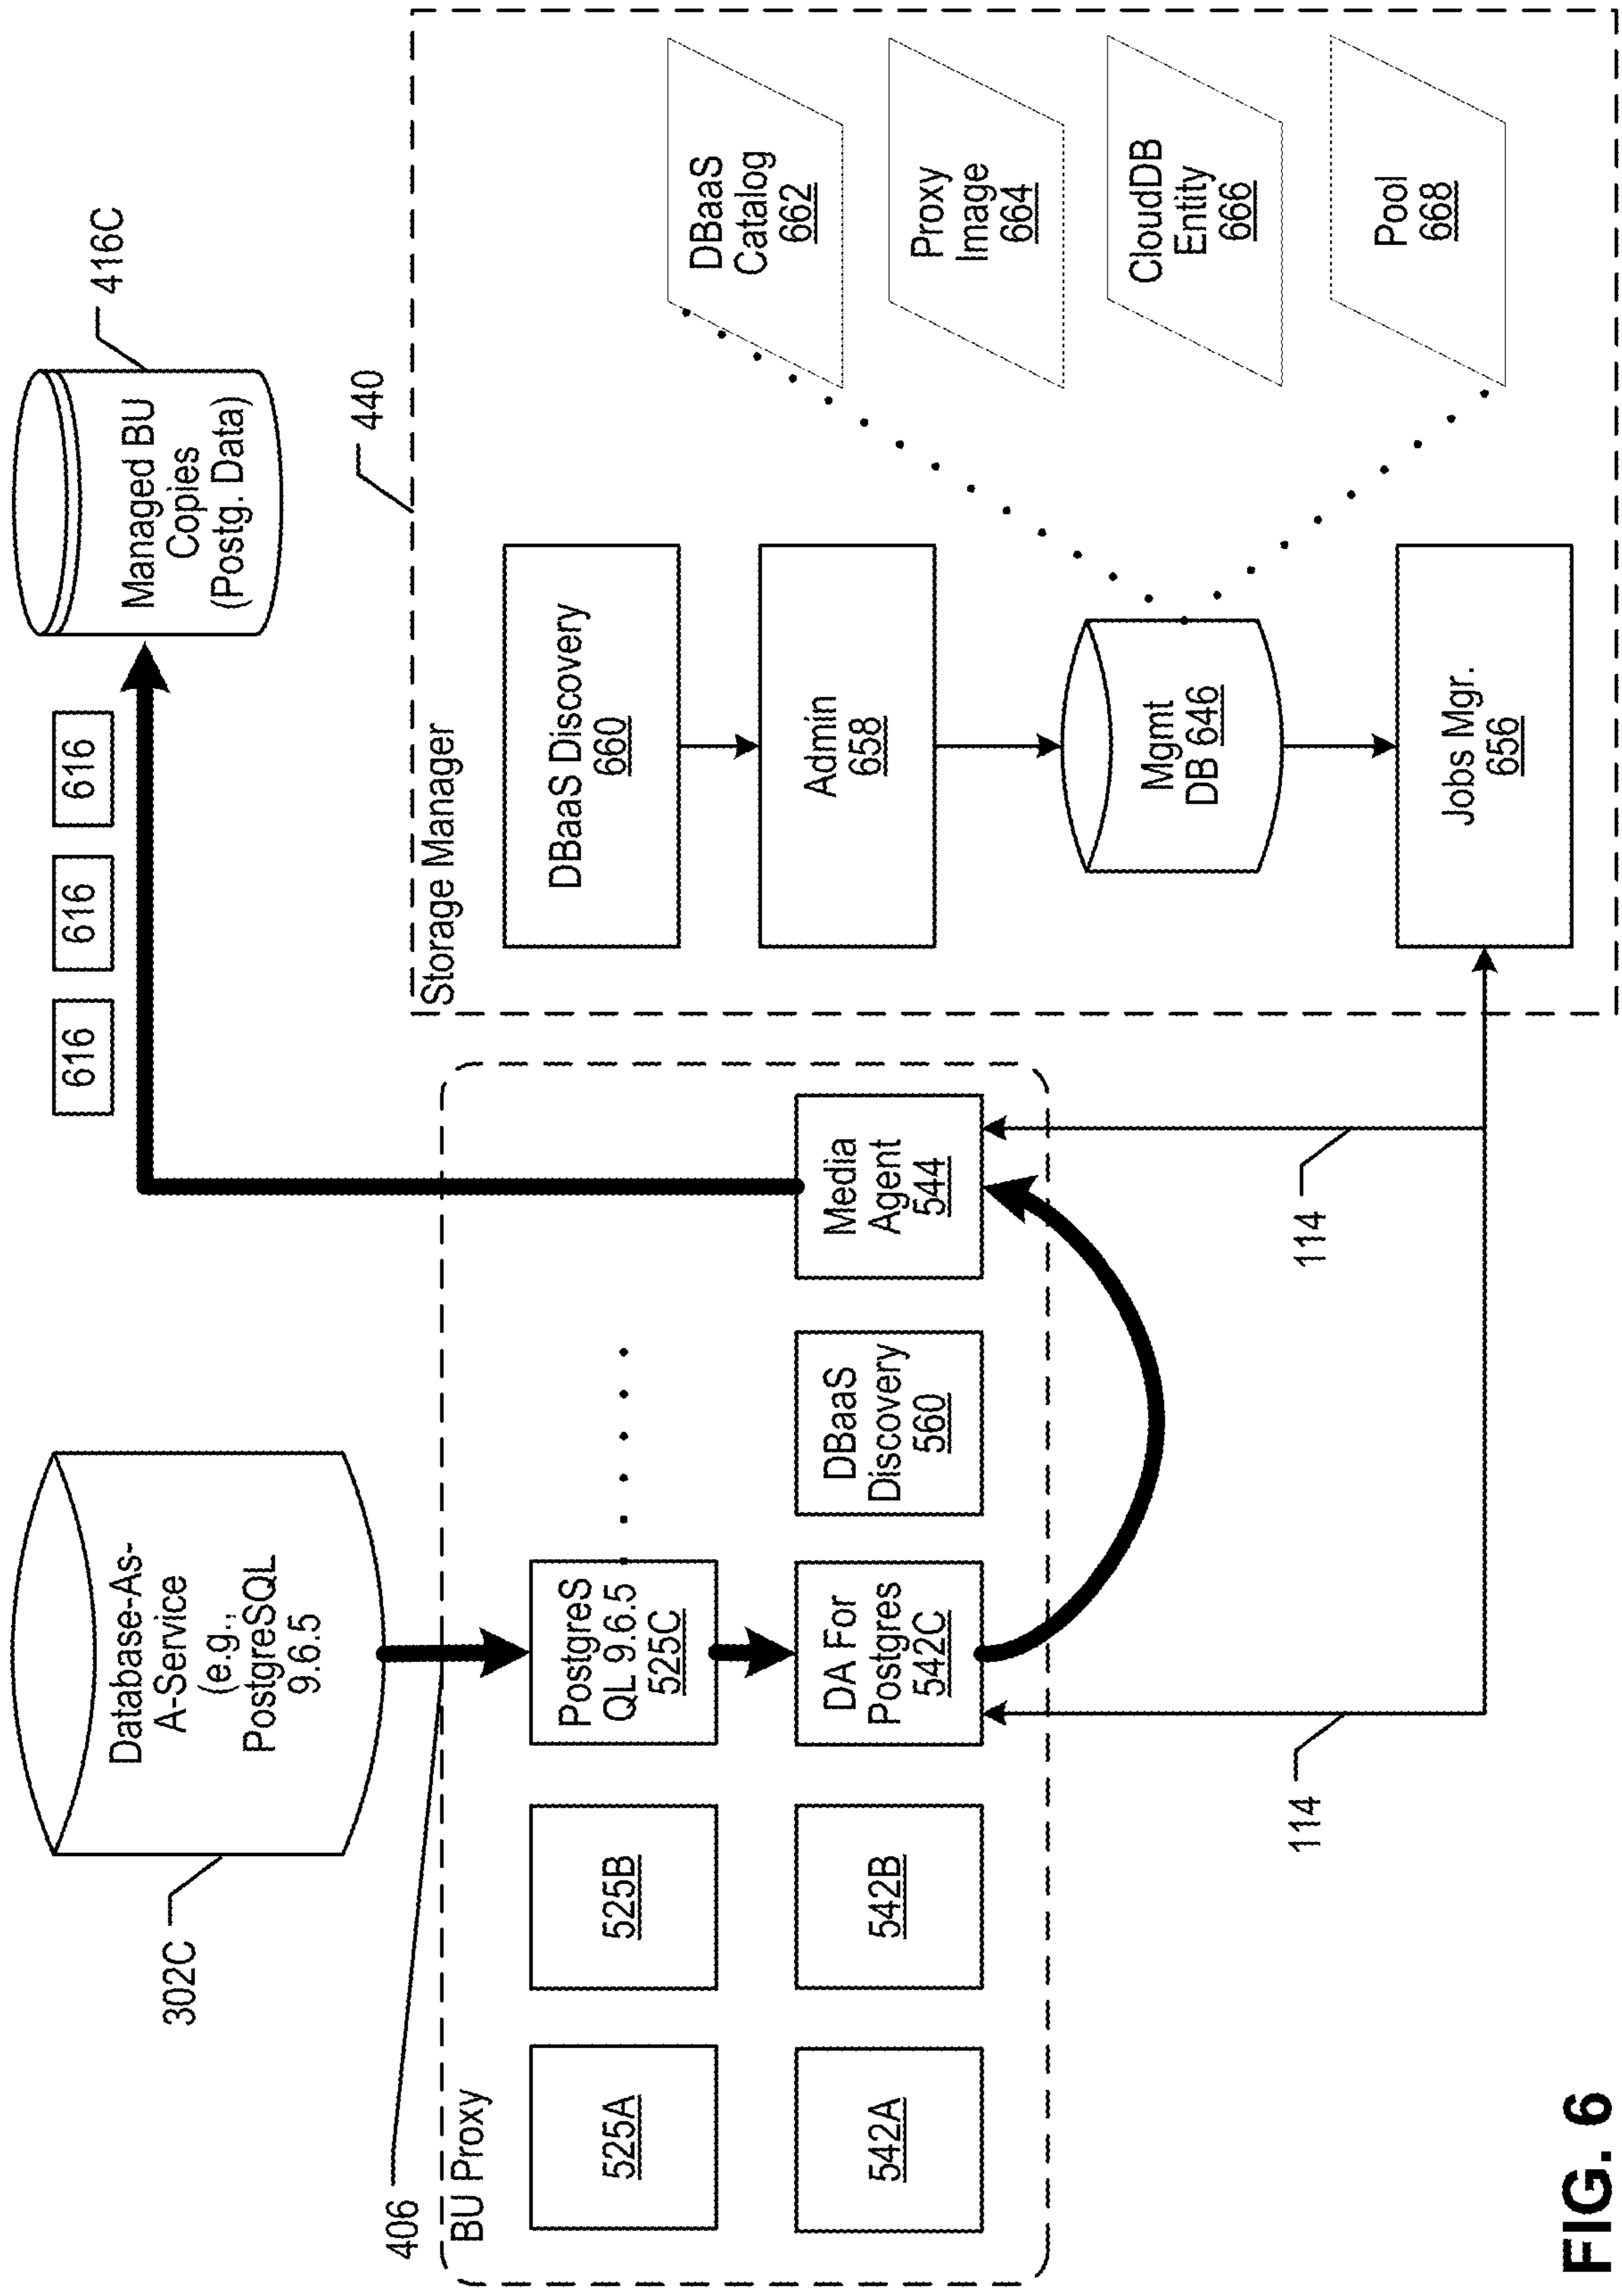 302C
Database-As-
A-Service
(e.g.,
PostgreSQL
9.6.5
616
616
616
Managed BU
Copies
(Postg. Data)
416C
406
BU Proxy
525A
525B
PostgreS
QL 9.6.5
525C
542A
542B
DA For
Postgres
542C
DBaaS
Discovery
560
Media
Agent
544
114
114
440
Storage Manager
DBaaS Discovery
660
Admin
658
Mgmt
DB 646
Jobs Mgr.
656
DBaaS
Catalog
662
Proxy
Image
664
CloudDB
Entity
666
Pool
668
FIG. 6